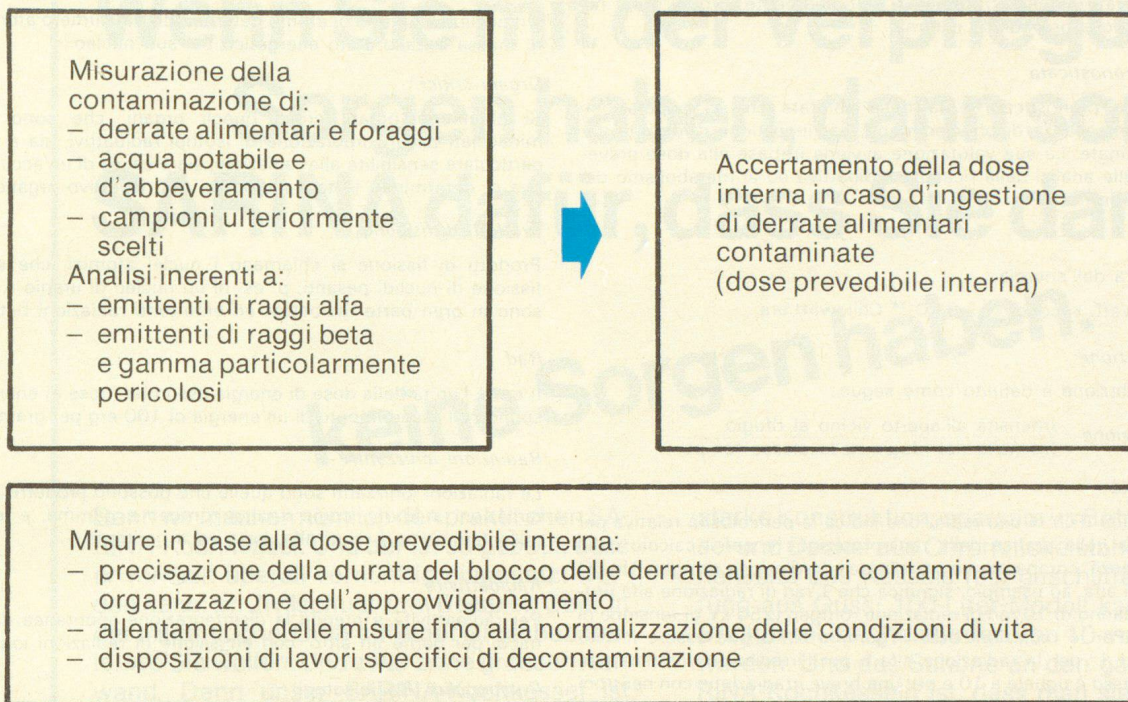 Misurazione della
contaminazione di:
– derrate alimentari e foraggi
– acqua potabile e
d'abbeveramento
– campioni ulteriormente
scelti
Analisi inerenti a:
– emittenti di raggi alfa
– emittenti di raggi beta
e gamma particolarmente
pericolosi
Accertamento della dose
interna in caso d'ingestione
di derrate alimentari
contaminate
(dose prevedibile interna)
Misure in base alla dose prevedibile interna:
– precisazione della durata del blocco delle derrate alimentari contaminate
– organizzazione dell'approvvigionamento
– allentamento delle misure fino alla normalizzazione delle condizioni di vita
– disposizioni di lavori specifici di decontaminazione